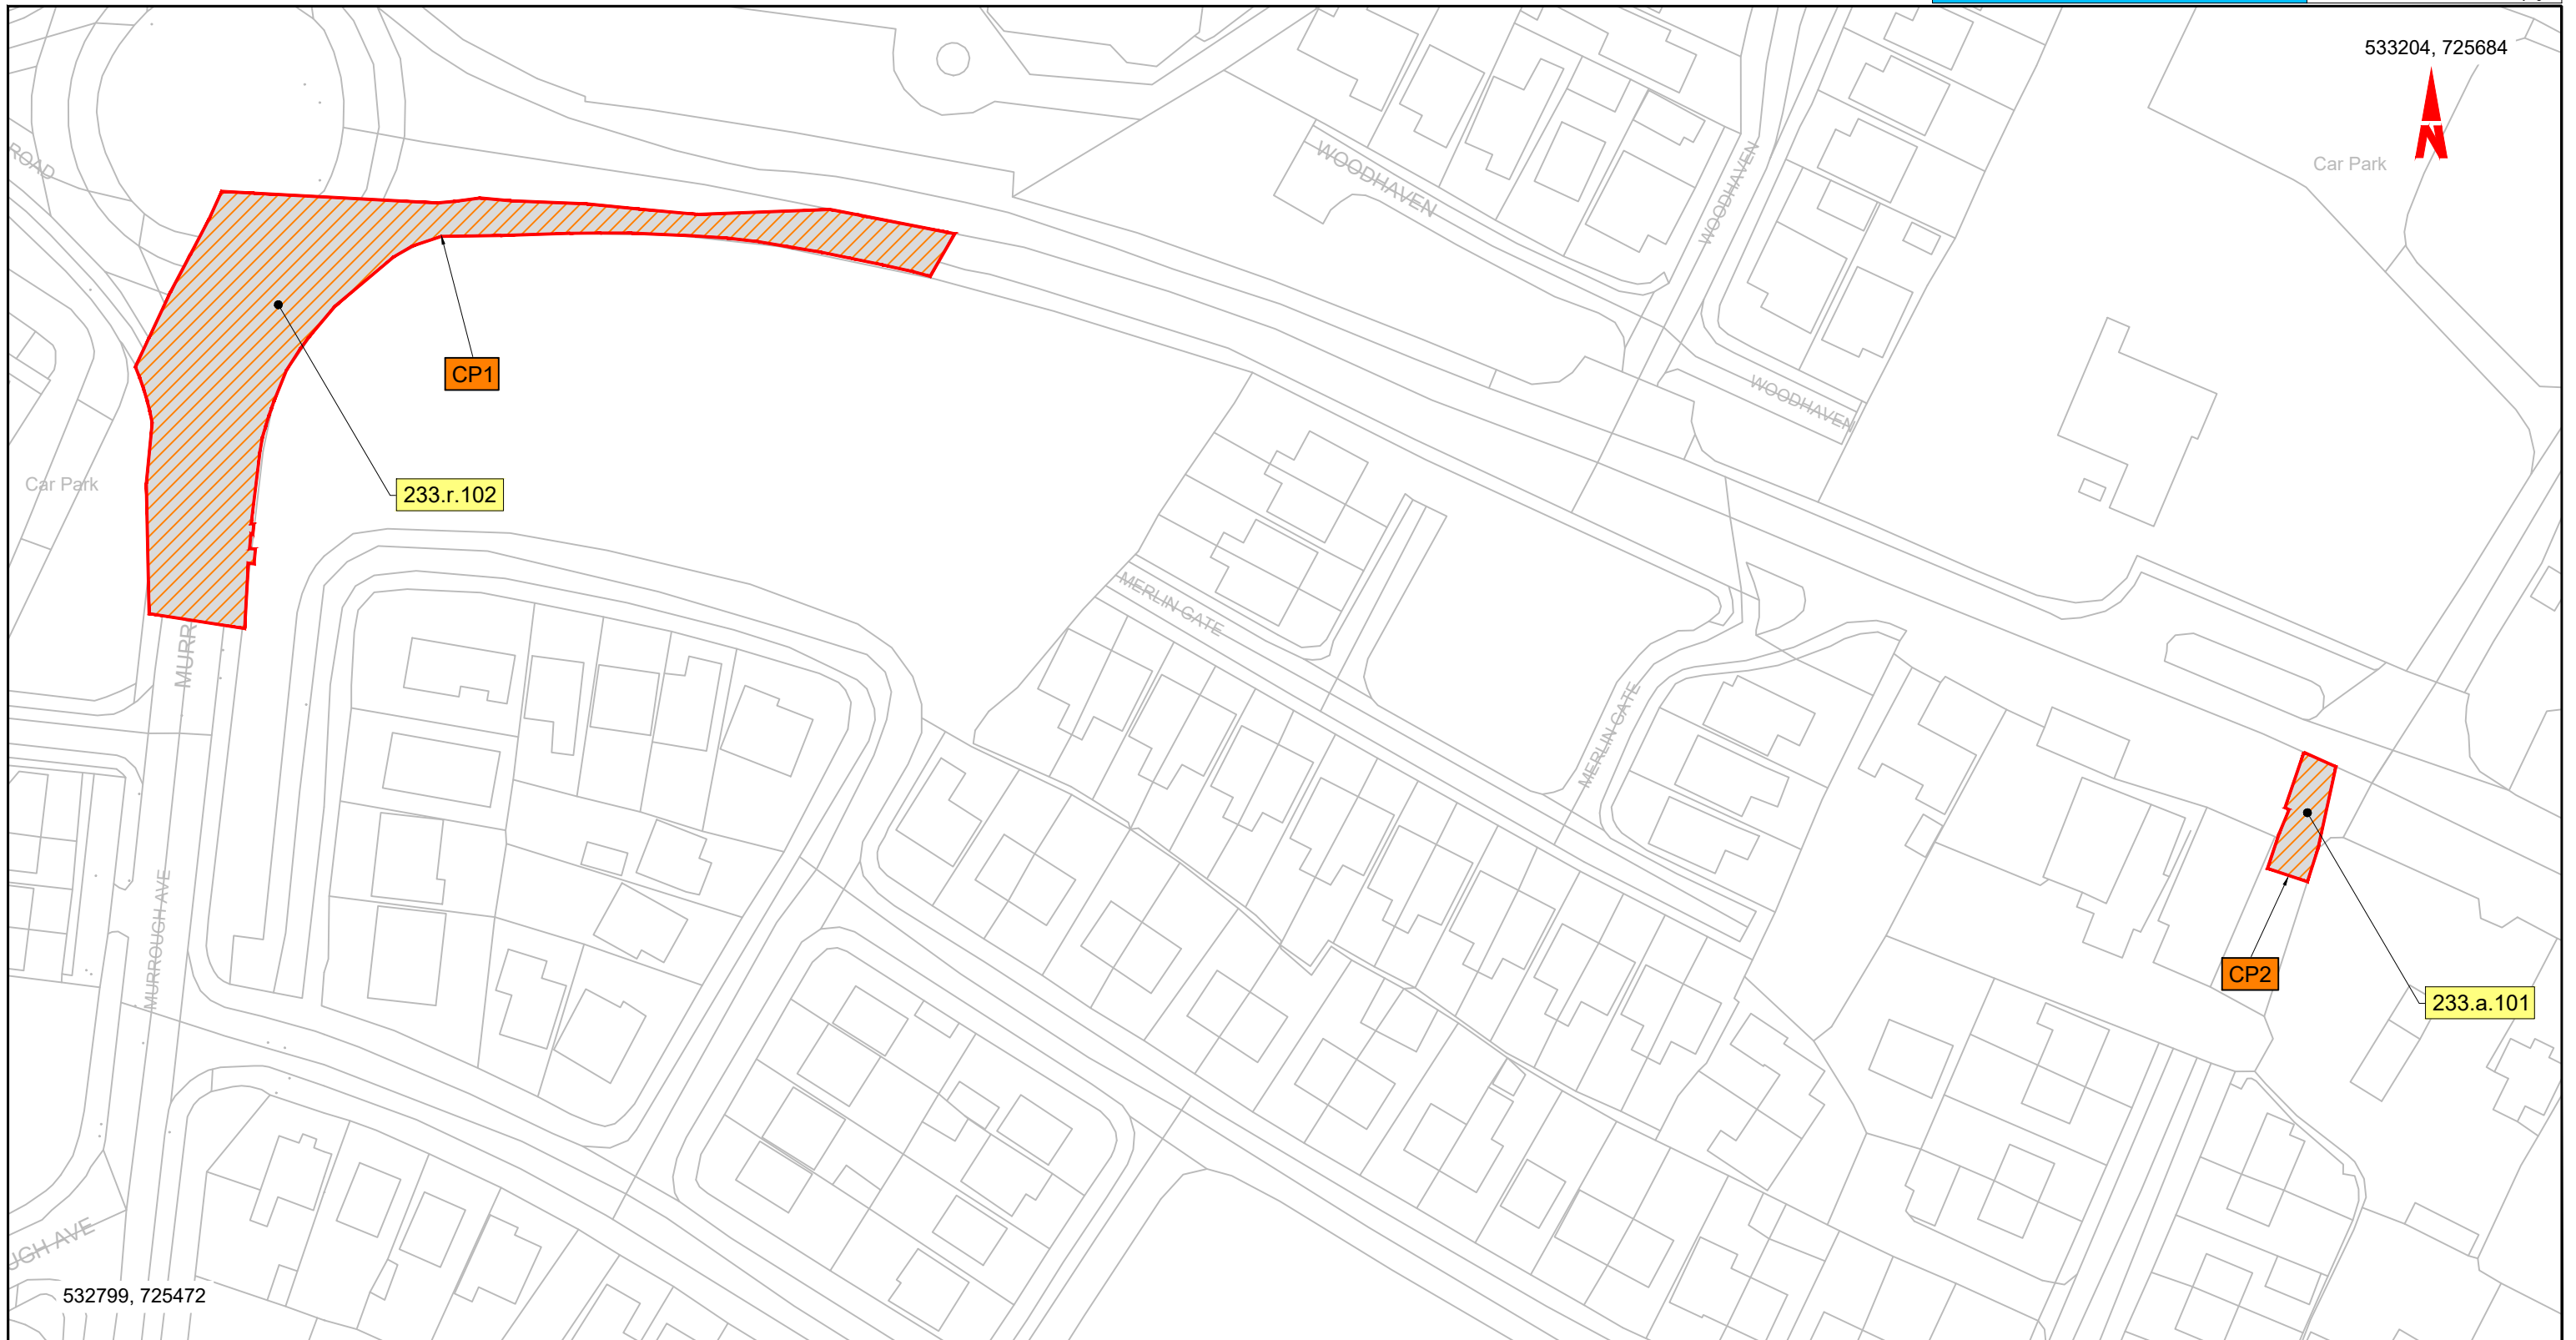 533204, 725684
N
Car Park
ROAD
WOODHAVEN
WOODHAVEN
WOODHAVEN
CP1
233.r.102
Car Park
MERLIN GATE
MURR
MERLIN GATE
MURROUGH AVE
CP2
233.a.101
UGH AVE
532799, 725472